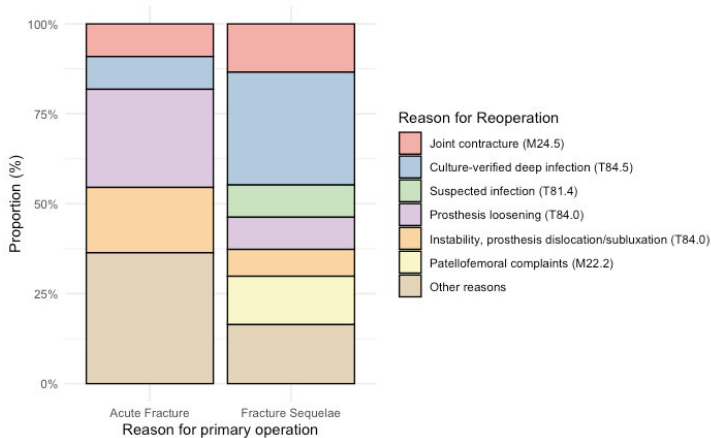 100%
75%
50%
25%
0%
Proportion (%)
Acute Fracture
Fracture Sequelae
Reason for primary operation
Reason for Reoperation
Joint contracture (M24.5)
Culture-verified deep infection (T84.5)
Suspected infection (T81.4)
Prosthesis loosening (T84.0)
Instability, prosthesis dislocation/subluxation (T84.0)
Patellofemoral complaints (M22.2)
Other reasons